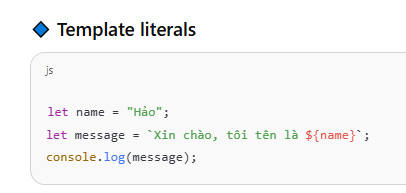 🔷 Template literals
js
let name = "Hảo";
let message = `Xin chào, tôi tên là ${name}`;
console.log(message);